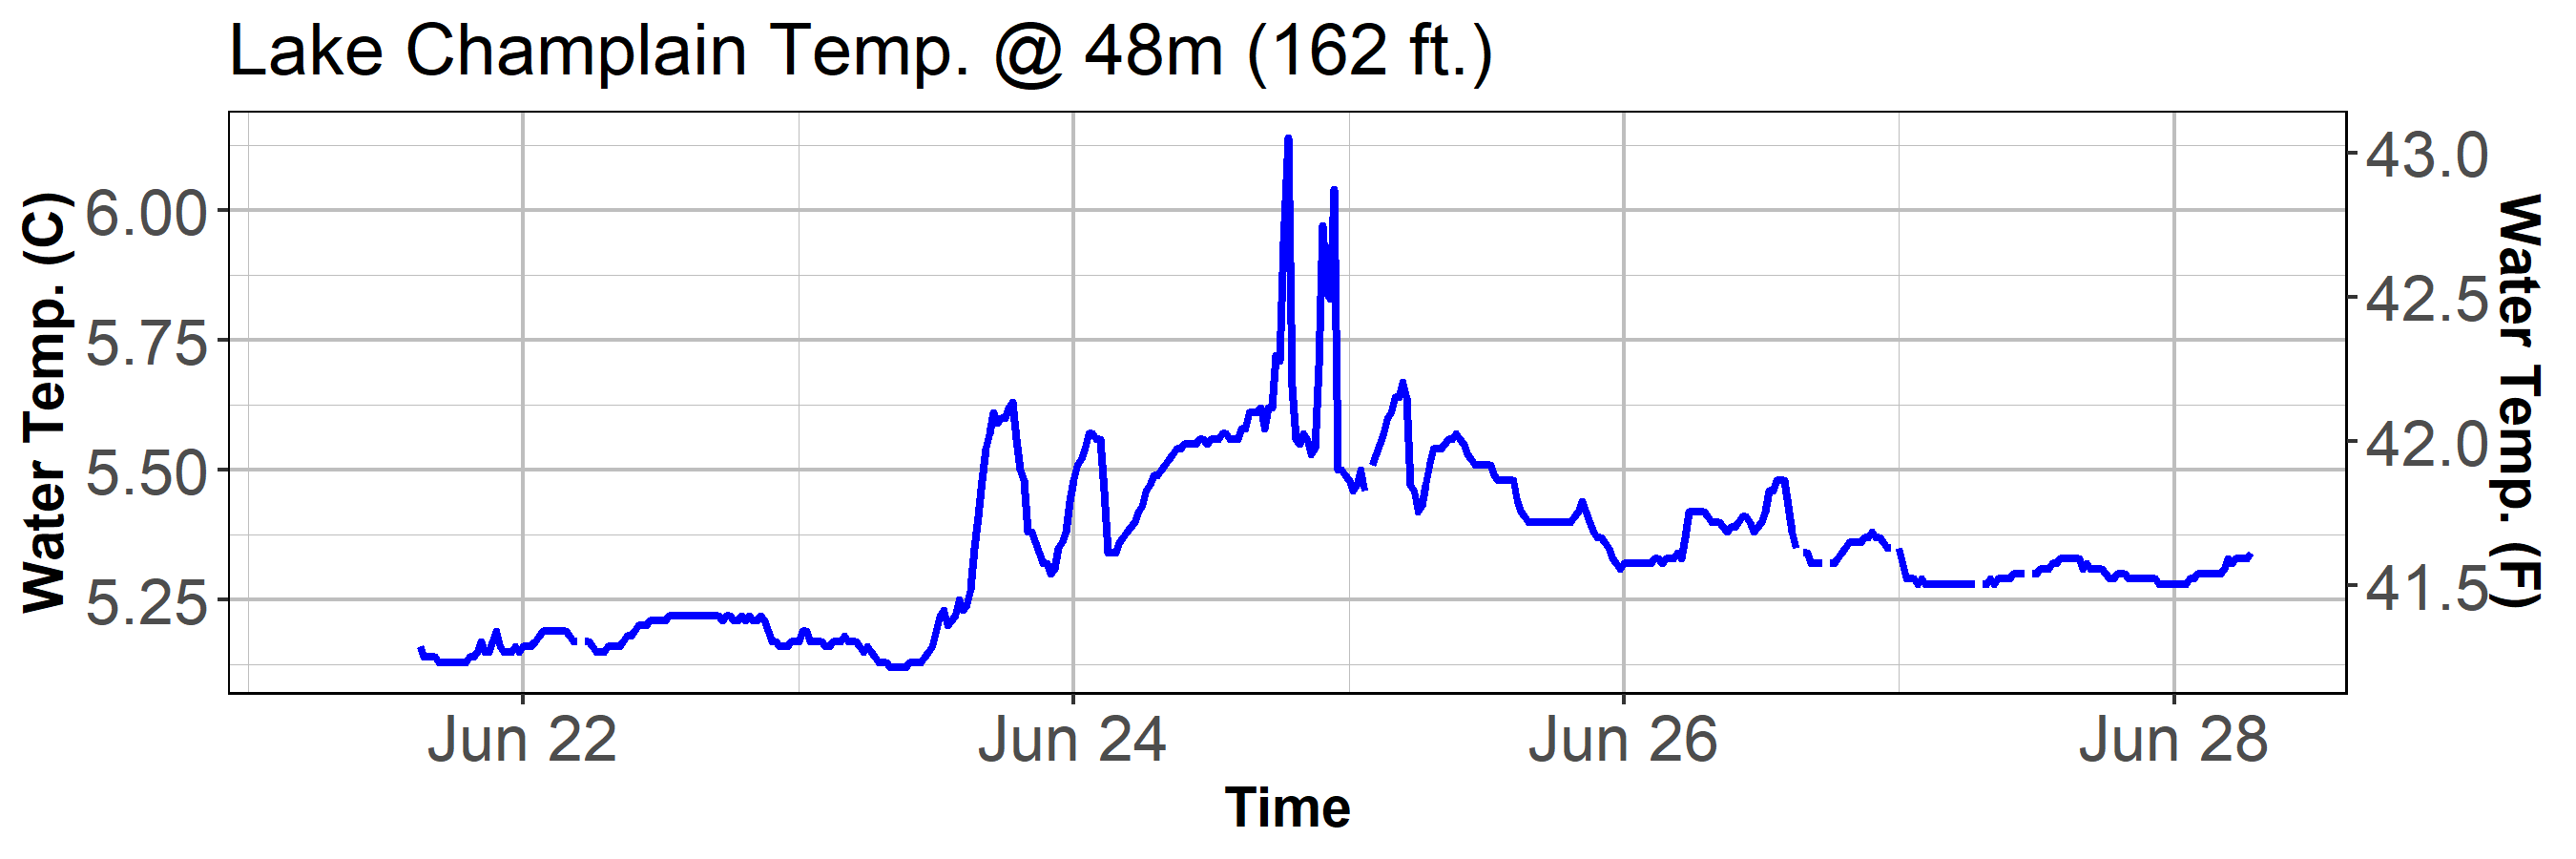 Lake Champlain Temp. @ 48m (162 ft.)
Water Temp. (C)
6.00
5.75
5.50
5.25
43.0
42.5
42.0
41.5
Water Temp. (F)
Jun 22
Jun 24
Jun 26
Jun 28
Time